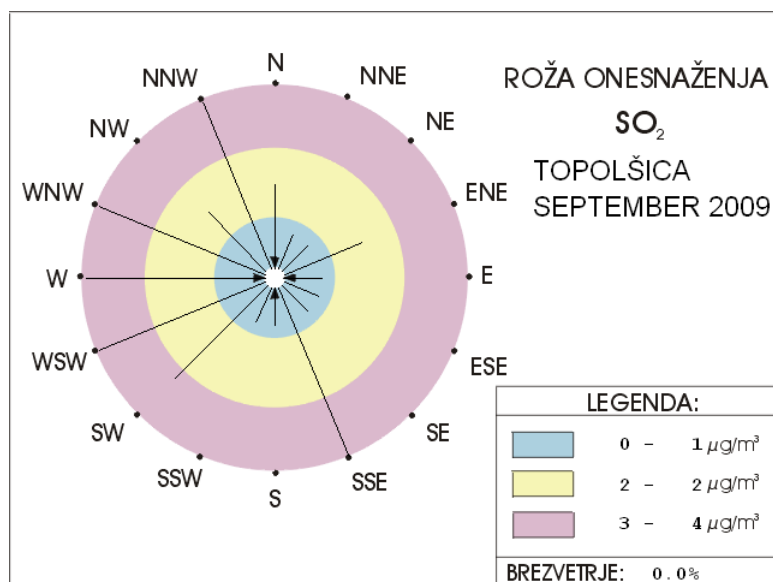 N
NNE
NE
ENE
E
ESE
SE
SSE
S
SSW
SW
WSW
W
WNW
NW
NNW
ROŽA ONESNAŽENJA
SO₂
TOPOLŠICA
SEPTEMBER 2009
LEGENDA:
0 - 1 µg/m³
2 - 2 µg/m³
3 - 4 µg/m³
BREZVETRJE: 0.0%